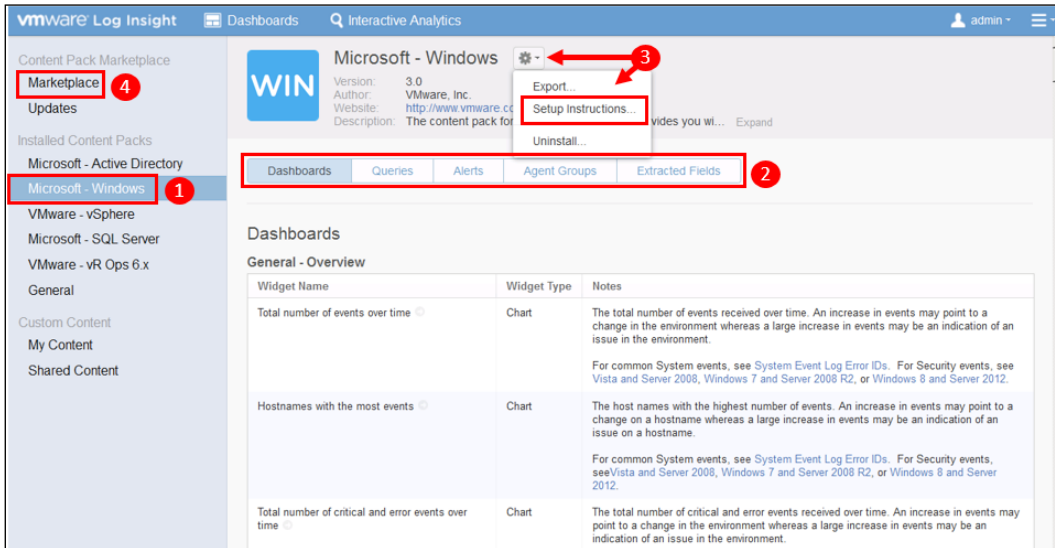 vmware Log Insight
Dashboards
Interactive Analytics
admin
Content Pack Marketplace
Marketplace
4
Updates
Installed Content Packs
Microsoft - Active Directory
Microsoft - Windows
1
VMware - vSphere
Microsoft - SQL Server
VMware - vR Ops 6.x
General
Custom Content
My Content
Shared Content
WIN
Microsoft - Windows
3
Version: 3.0
Author: VMware, Inc.
Website: http://www.vmware.co
Description: The content pack for
vides you wi... Expand
Export...
Setup Instructions...
Uninstall...
Dashboards
Queries
Alerts
Agent Groups
Extracted Fields
2
Dashboards
General - Overview
Widget Name
Widget Type
Notes
Total number of events over time
Chart
The total number of events received over time. An increase in events may point to a
change in the environment whereas a large increase in events may be an indication of an
issue in the environment.
For common System events, see System Event Log Error IDs. For Security events, see
Vista and Server 2008, Windows 7 and Server 2008 R2, or Windows 8 and Server 2012.
Hostnames with the most events
Chart
The host names with the highest number of events. An increase in events may point to a
change on a hostname whereas a large increase in events may be an indication of an
issue on a hostname.
For common System events, see System Event Log Error IDs. For Security events,
seeVista and Server 2008, Windows 7 and Server 2008 R2, or Windows 8 and Server
2012.
Total number of critical and error events over
time
Chart
The total number of critical and error events received over time. An increase in events may
point to a change in the environment whereas a large increase in events may be an
indication of an issue in the environment.